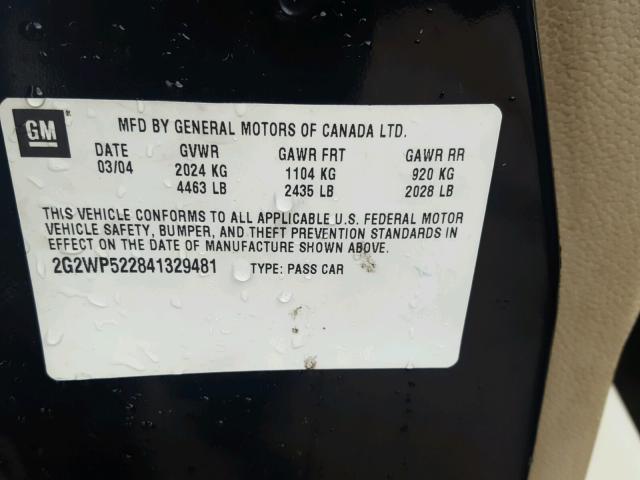 GM
MFD BY GENERAL MOTORS OF CANADA LTD.
DATE GVWR GAWR FRT GAWR RR
03/04 2024 KG 1104 KG 920 KG
4463 LB 2435 LB 2028 LB
THIS VEHICLE CONFORMS TO ALL APPLICABLE U.S. FEDERAL MOTOR
VEHICLE SAFETY, BUMPER, AND THEFT PREVENTION STANDARDS IN
EFFECT ON THE DATE OF MANUFACTURE SHOWN ABOVE.
2G2WP522841329481 TYPE: PASS CAR